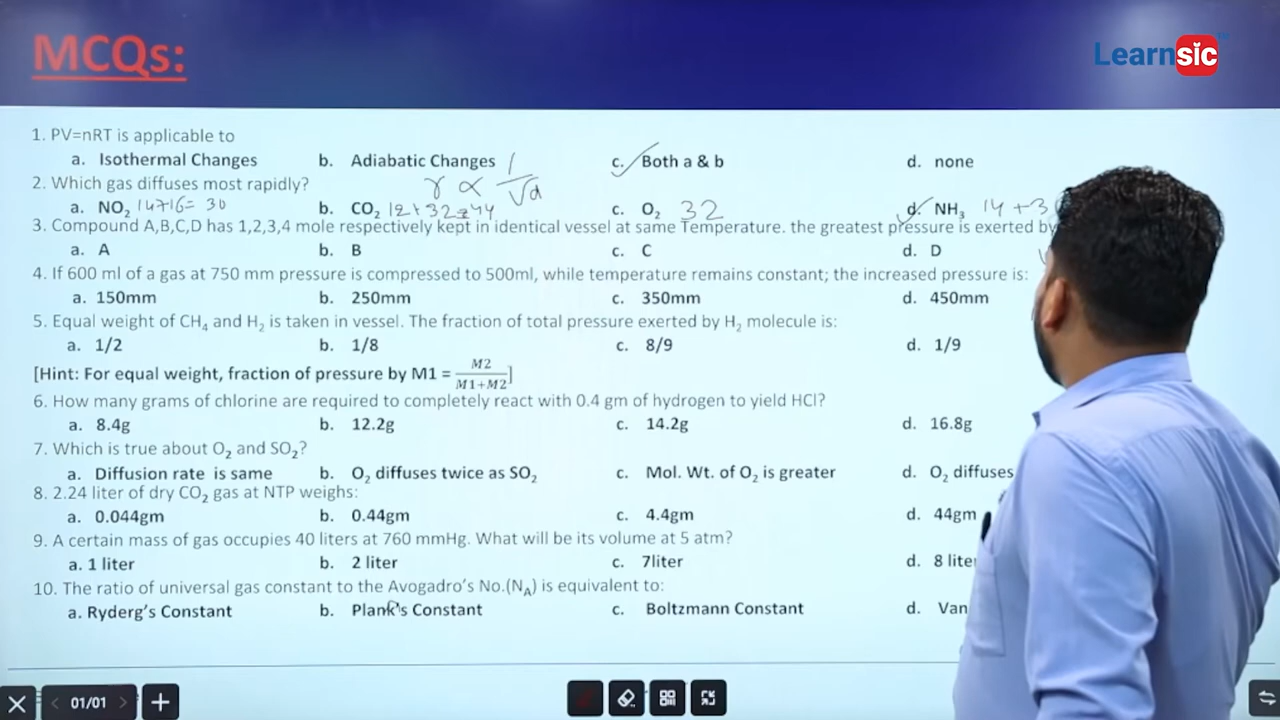 MCQs:
Learnsic
1. PV=nRT is applicable to
a. Isothermal Changes b. Adiabatic Changes c. Both a & b d. none
2. Which gas diffuses most rapidly? r ∝ 1/√d
a. NO₂ 14+16= 30 b. CO₂ 12+32=44 c. O₂ 32 d. NH₃ 14+3
3. Compound A,B,C,D has 1,2,3,4 mole respectively kept in identical vessel at same Temperature. the greatest pressure is exerted by
a. A b. B c. C d. D
4. If 600 ml of a gas at 750 mm pressure is compressed to 500ml, while temperature remains constant; the increased pressure is:
a. 150mm b. 250mm c. 350mm d. 450mm
5. Equal weight of CH₄ and H₂ is taken in vessel. The fraction of total pressure exerted by H₂ molecule is:
a. 1/2 b. 1/8 c. 8/9 d. 1/9
[Hint: For equal weight, fraction of pressure by M1 = M2/M1+M2]
6. How many grams of chlorine are required to completely react with 0.4 gm of hydrogen to yield HCl?
a. 8.4g b. 12.2g c. 14.2g d. 16.8g
7. Which is true about O₂ and SO₂?
a. Diffusion rate is same b. O₂ diffuses twice as SO₂ c. Mol. Wt. of O₂ is greater d. O₂ diffuses
8. 2.24 liter of dry CO₂ gas at NTP weighs:
a. 0.044gm b. 0.44gm c. 4.4gm d. 44gm
9. A certain mass of gas occupies 40 liters at 760 mmHg. What will be its volume at 5 atm?
a. 1 liter b. 2 liter c. 7liter d. 8 lite
10. The ratio of universal gas constant to the Avogadro's No.(N_A) is equivalent to:
a. Ryderg's Constant b. Plank's Constant c. Boltzmann Constant d. Van
01/01